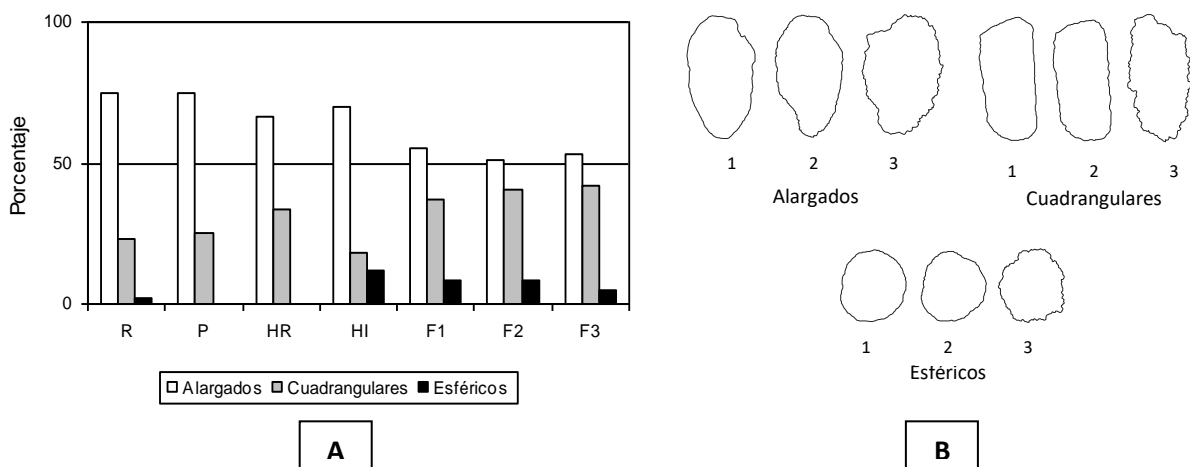 100
50
0
Porcentaje
R P HR HI F1 F2 F3
Alargados Cuadrangulares Esféricos
A
1 2 3
Alargados
1 2 3
Cuadrangulares
1 2 3
Esféricos
B